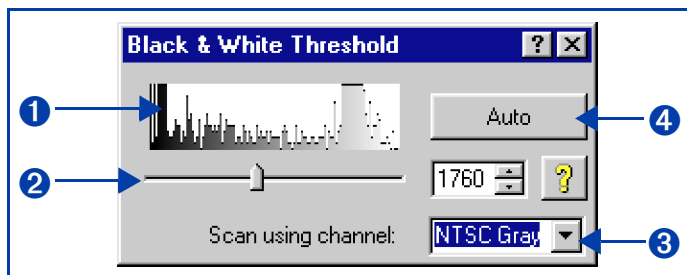 Black & White Threshold ? ×
1
Auto
4
2
1760 ?
Scan using channel: NTSC Gray
3